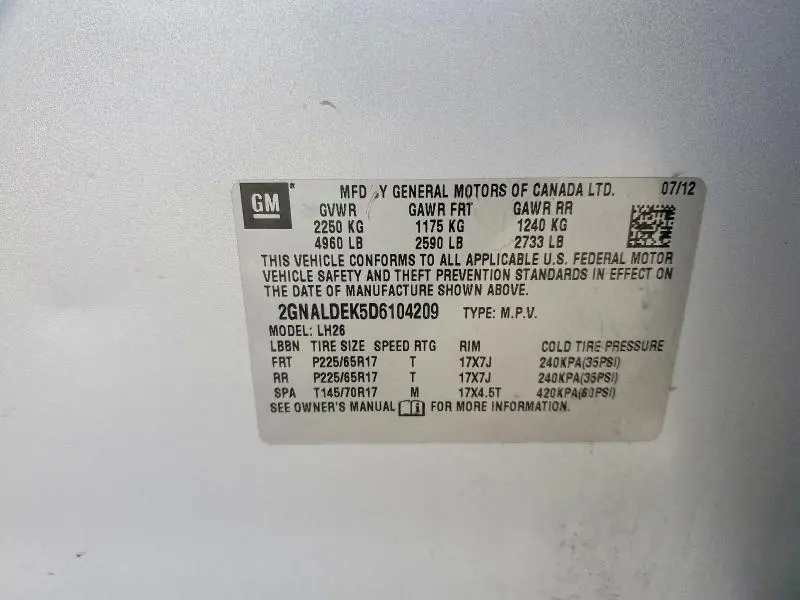 GM
MFD Y GENERAL MOTORS OF CANADA LTD. 07/12
GVWR GAWR FRT GAWR RR
2250 KG 1175 KG 1240 KG
4960 LB 2590 LB 2733 LB
THIS VEHICLE CONFORMS TO ALL APPLICABLE U.S. FEDERAL MOTOR
VEHICLE SAFETY AND THEFT PREVENTION STANDARDS IN EFFECT ON
THE DATE OF MANUFACTURE SHOWN ABOVE.
2GNALDEK5D6104209 TYPE: M.P.V.
MODEL: LH26
LBBN TIRE SIZE SPEED RTG RIM COLD TIRE PRESSURE
FRT P225/65R17 T 17X7J 240KPA(35PSI)
RR P225/65R17 T 17X7J 240KPA(35PSI)
SPA T145/70R17 M 17X4.5T 420KPA(60PSI)
SEE OWNER'S MANUAL FOR MORE INFORMATION.